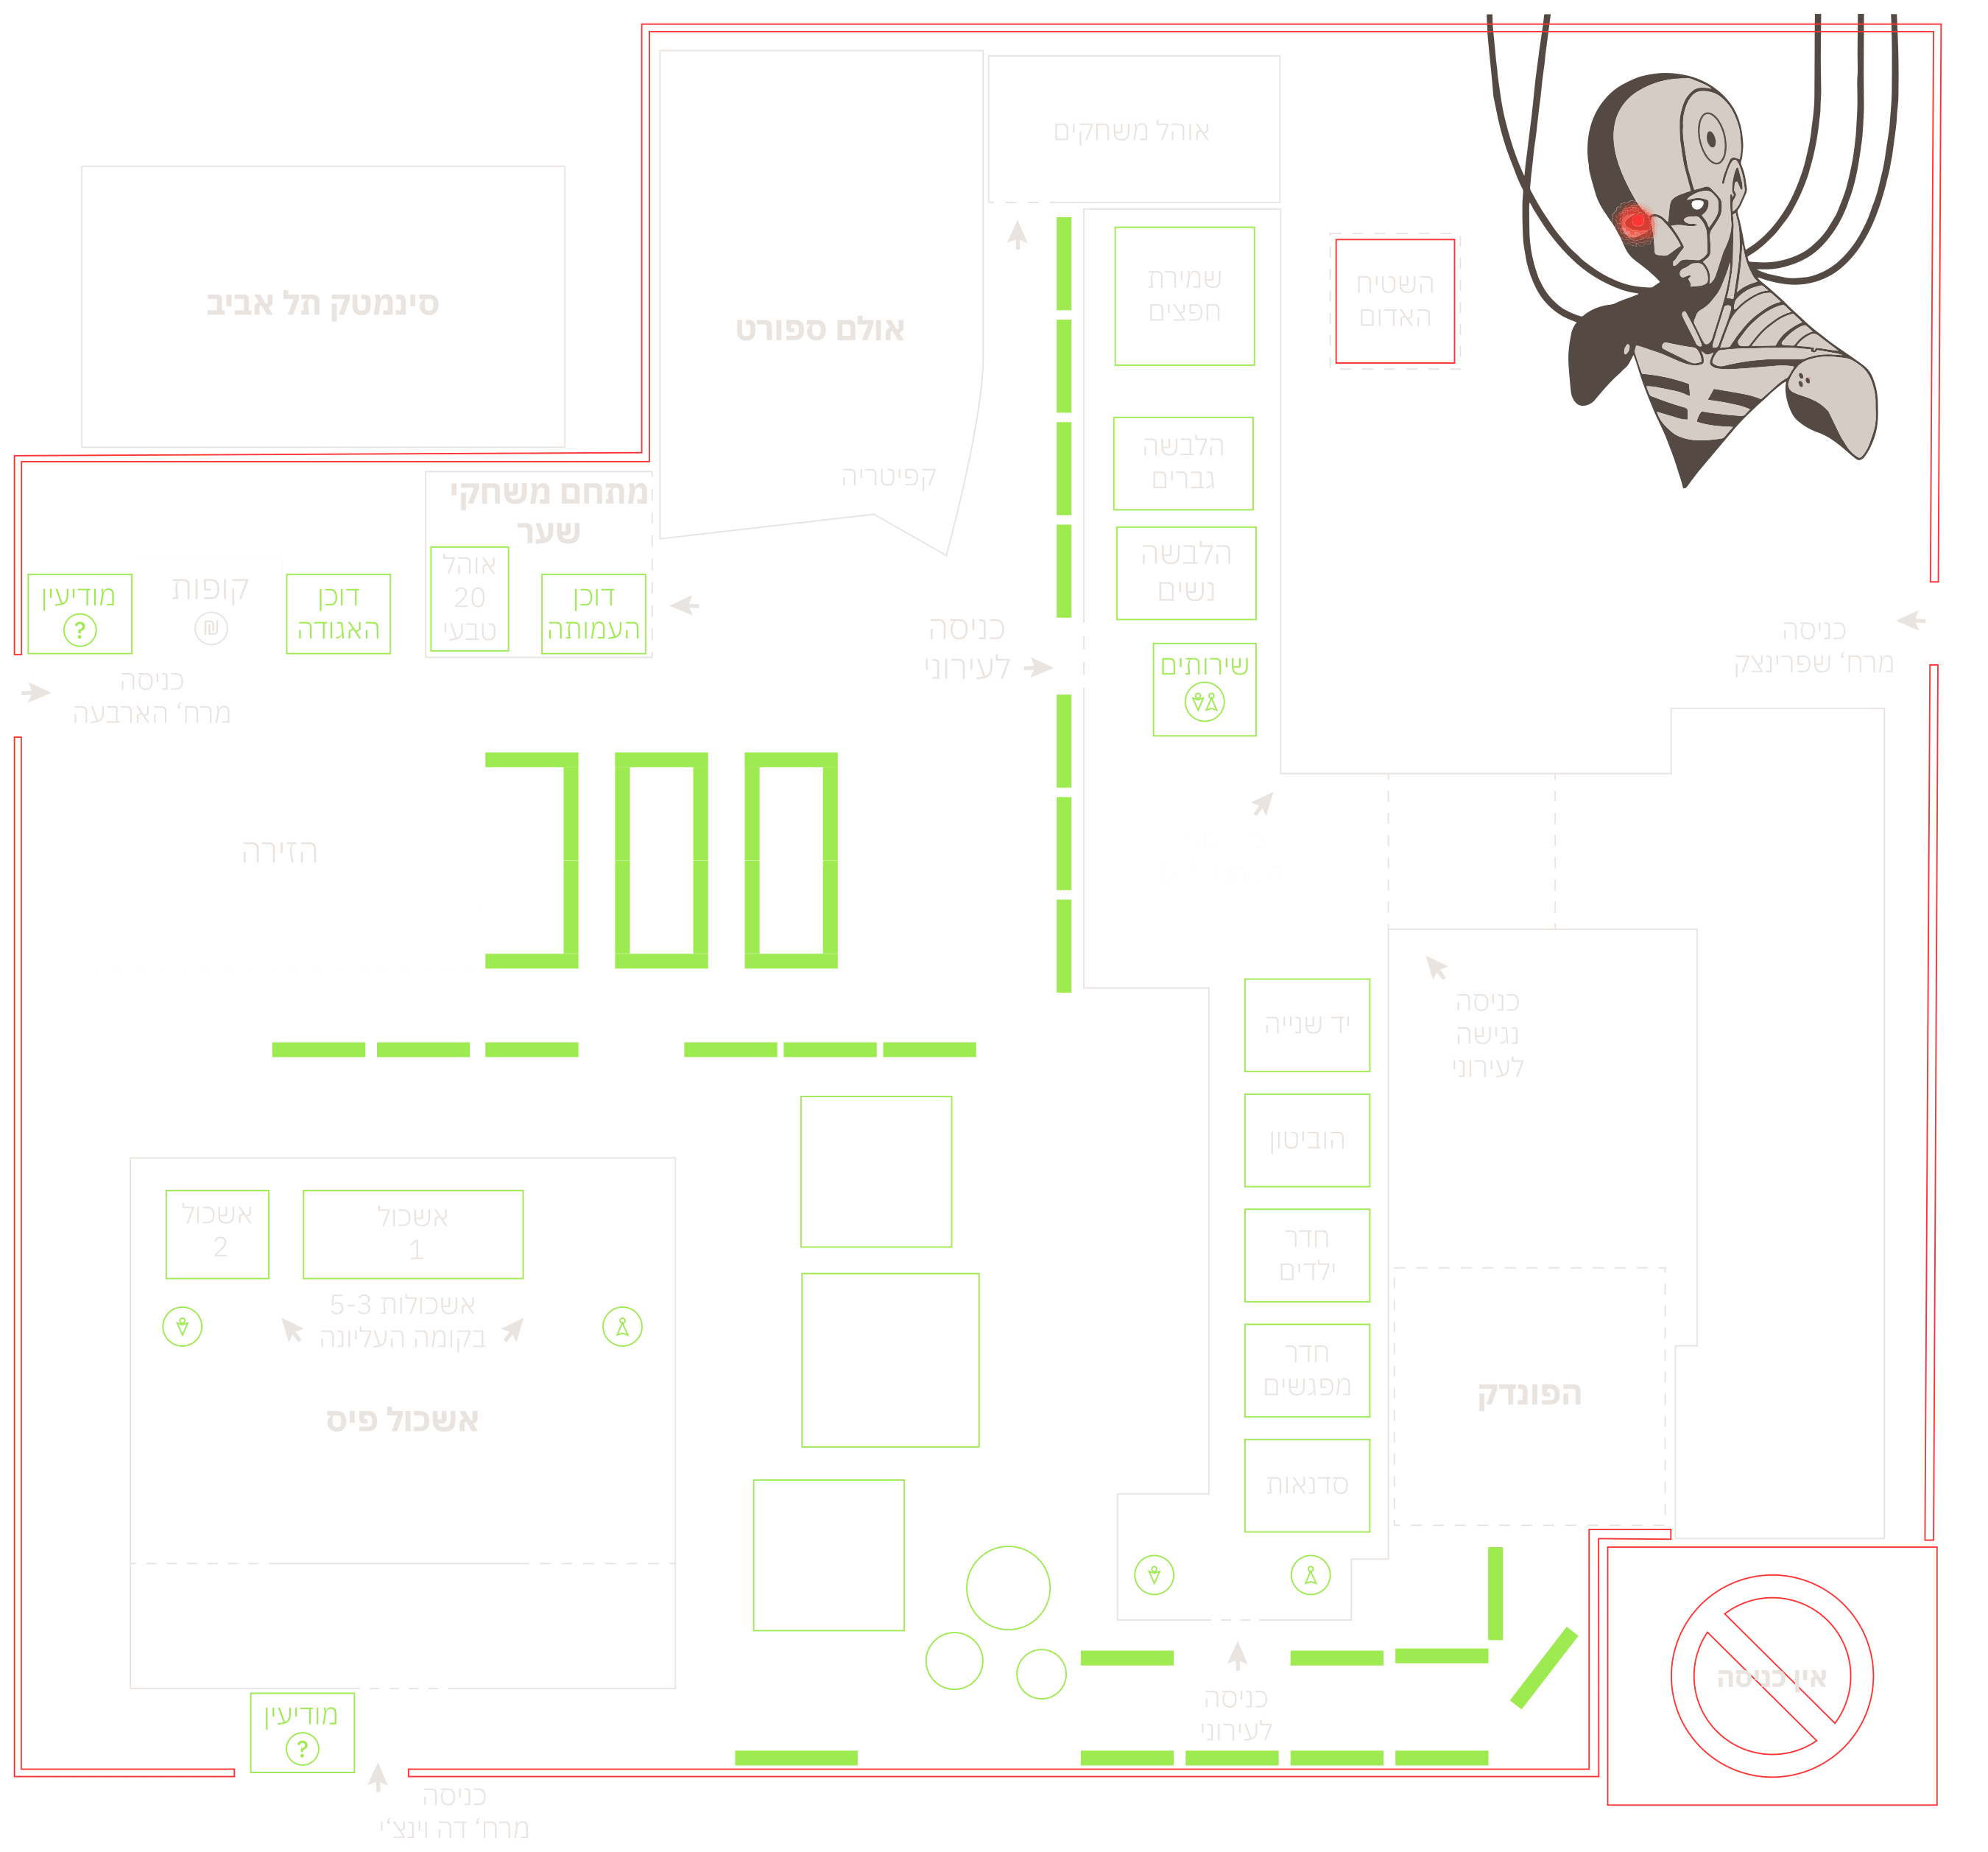 אוהל משחקים
סינמטק תל אביב
אולם ספורט
שמירת
חפצים
השטיח
האדום
הלבשה
גברים
קפיטריה
מתחם משחקי
שער
הלבשה
נשים
מודיעין
?
קופות
₪
דוכן
האגודה
אוהל
20
טבעי
דוכן
העמותה
כניסה
לעירוני
שירותים
כניסה
מרח' שפרינצק
כניסה
מרח' הארבעה
הזירה
יד שנייה
כניסה
נגישה
לעירוני
הוביטון
חדר
ילדים
אשכול
2
אשכול
1
אשכולות 5-3
בקומה העליונה
אשכול פיס
חדר
מפגשים
הפונדק
סדנאות
אין כניסה
כניסה
לעירוני
מודיעין
?
כניסה
מרח' דה וינצ'י